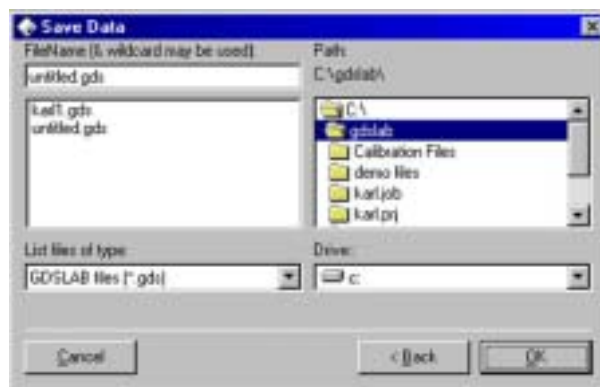 Save Data
FileName (& wildcard may be used)
Path:
untitled.gds
C:\gdslab\
karl1.gds
untitled.gds
C:\
gdslab
Calibration Files
demo files
karl.job
karl.prj
List files of type:
Drive:
GDSLAB files (*.gds)
c:
Cancel
< Back
OK